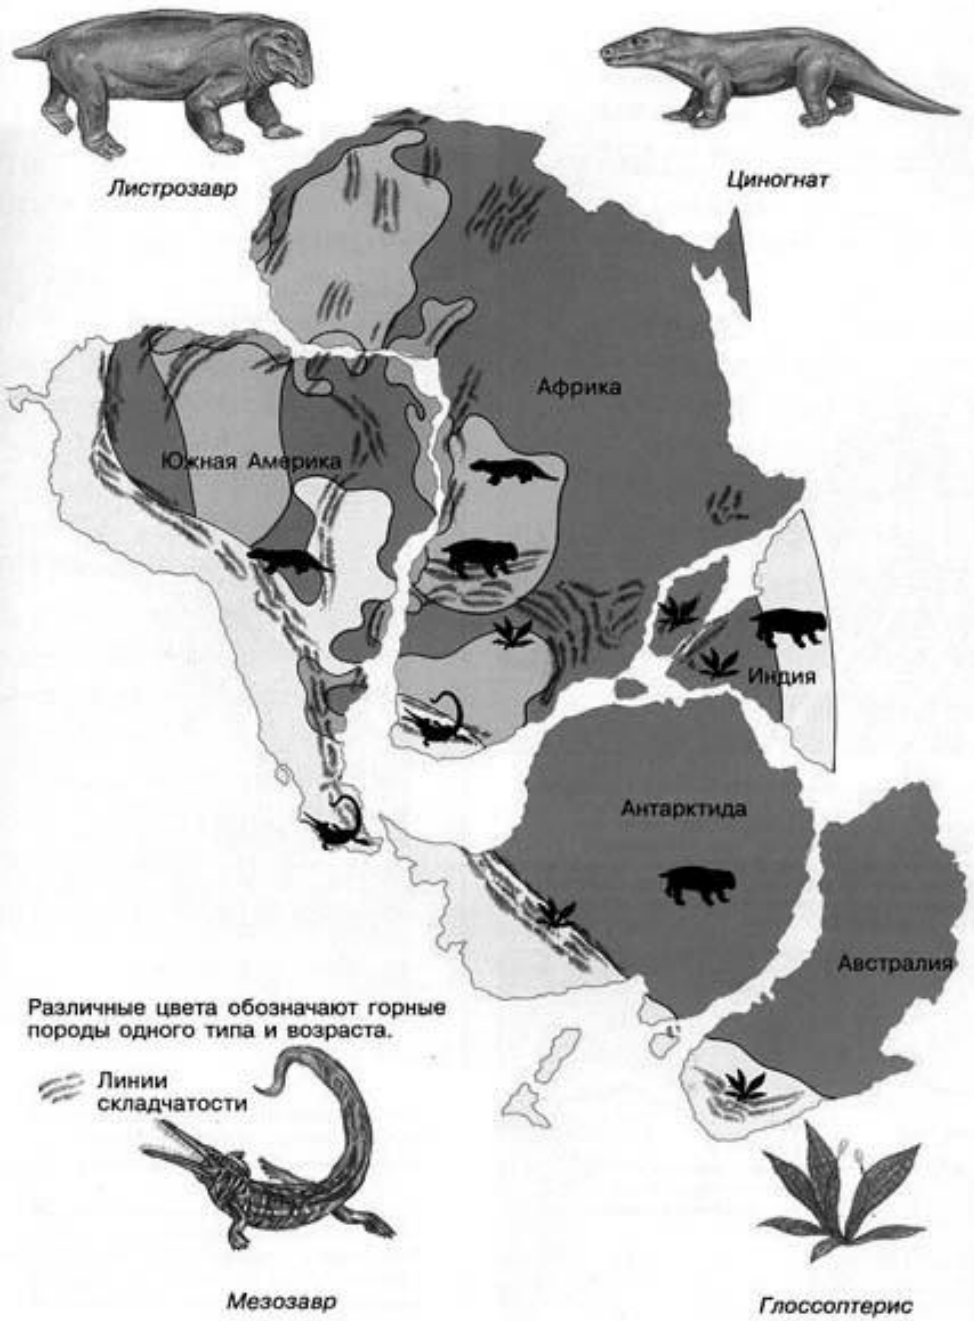 Листрозавр
Циногнат
Африка
Южная Америка
Индия
Антарктида
Австралия
Различные цвета обозначают горные
породы одного типа и возраста.
Линии
складчатости
Мезозавр
Глоссоптерис